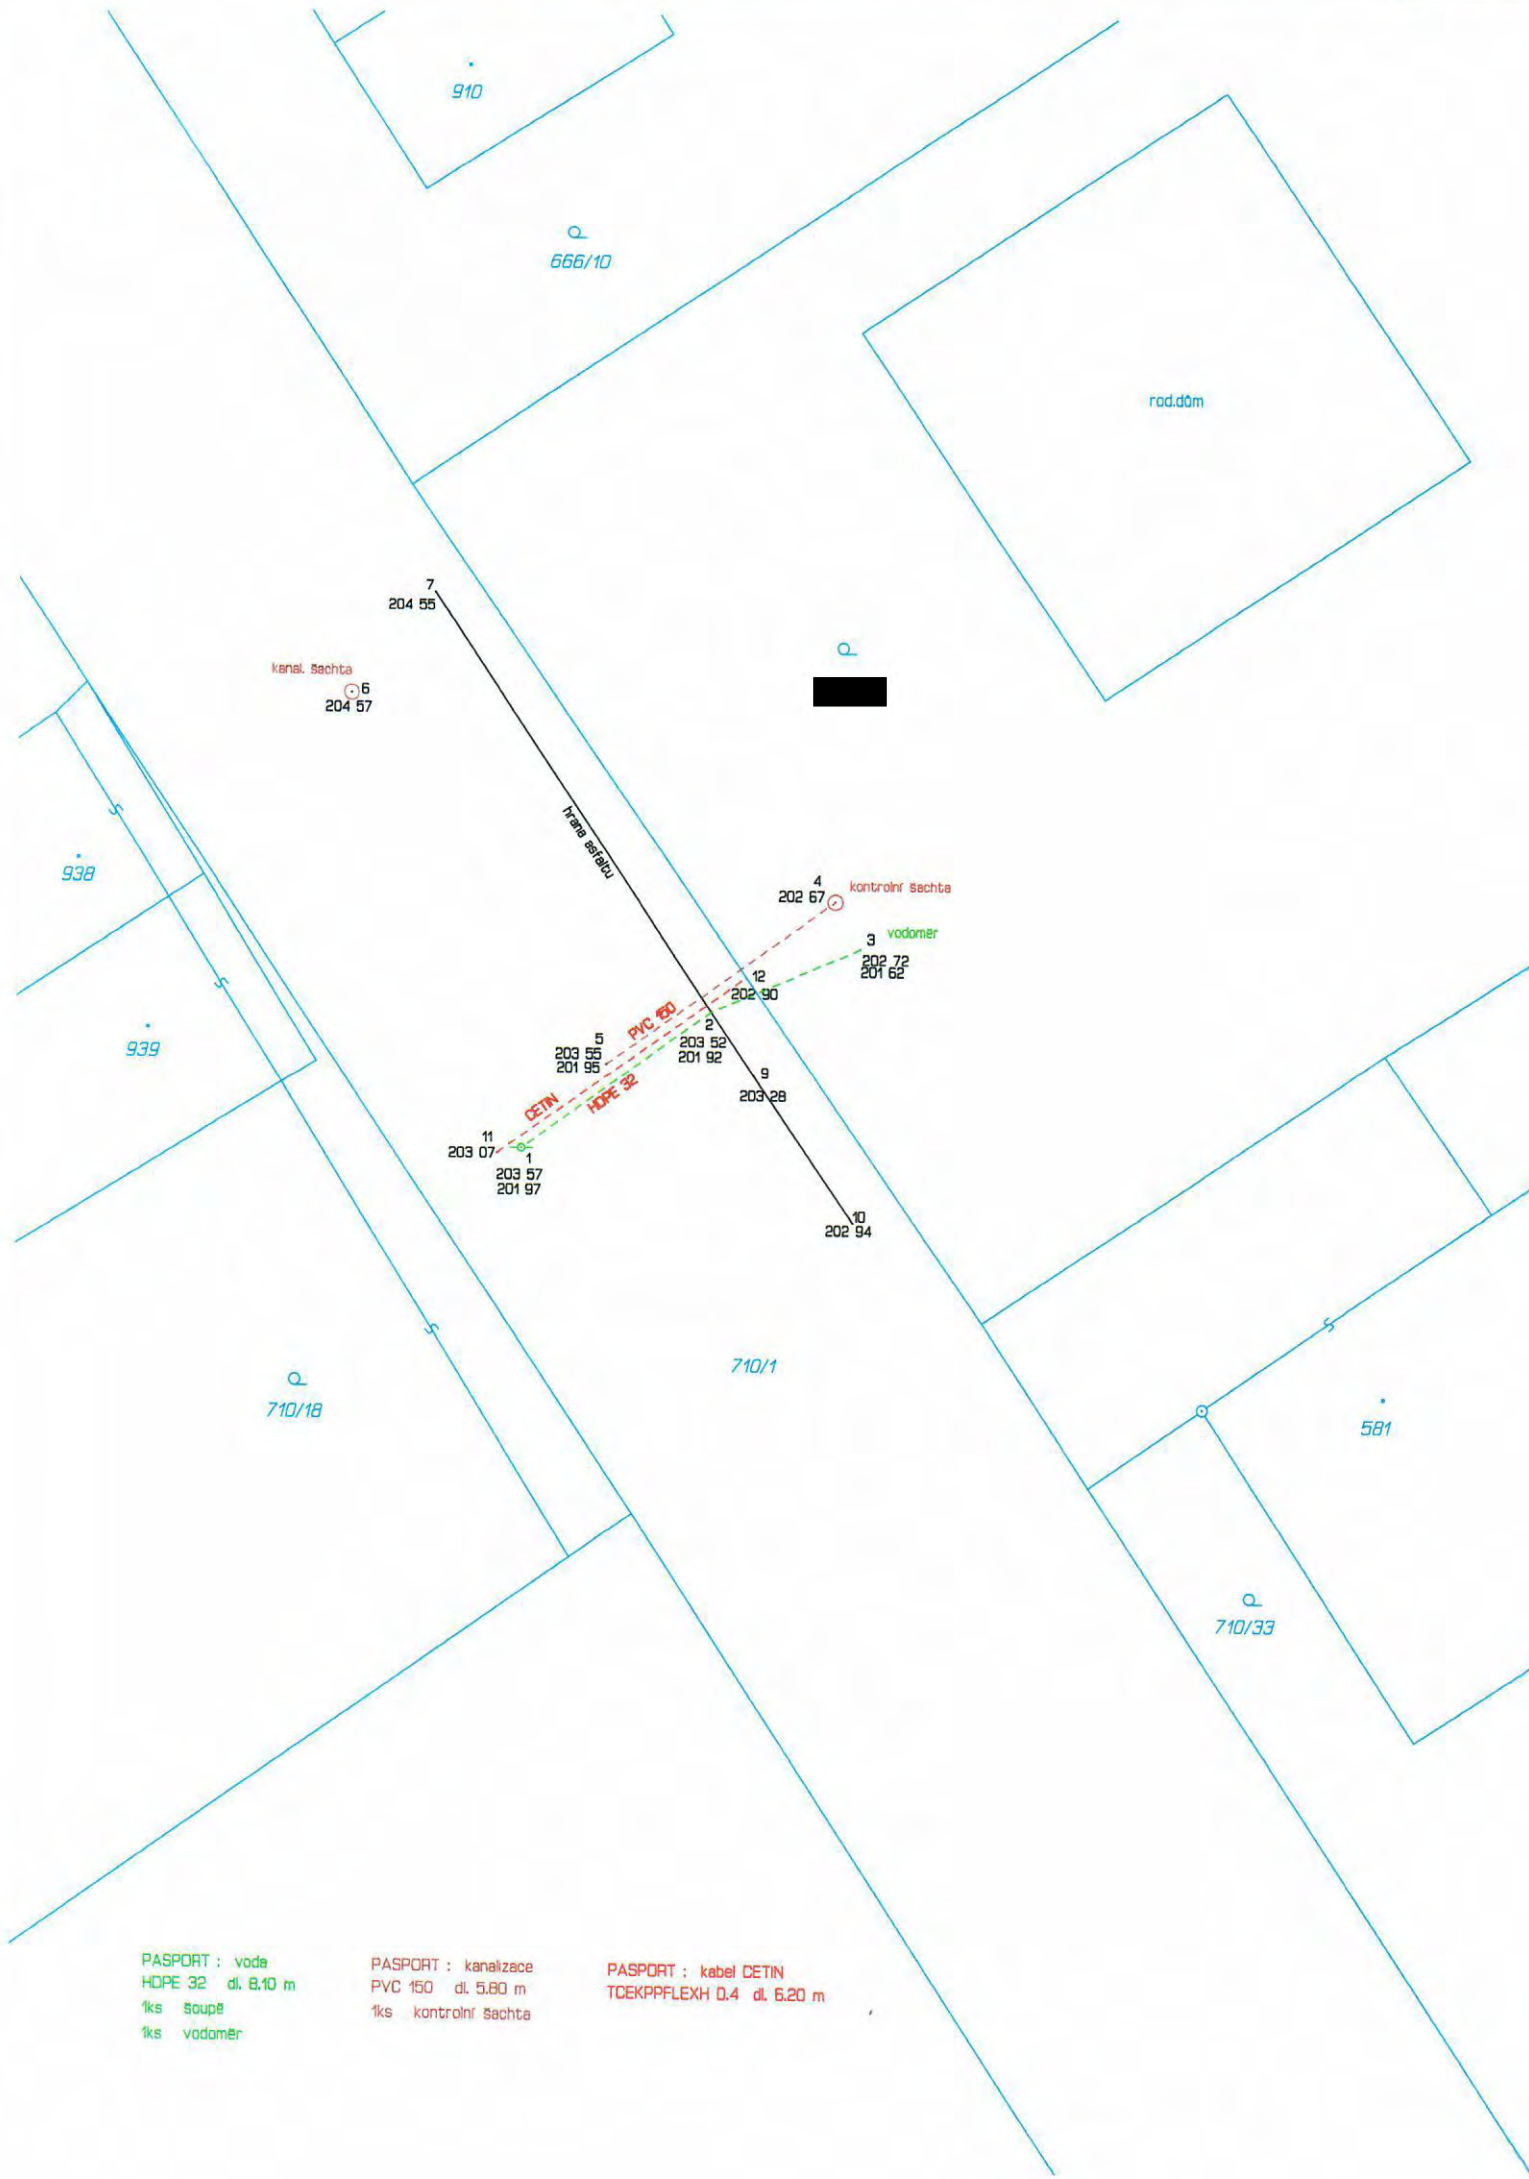 910
666/10
rod.dům
7
204 55
kanal. šachta
6
204 57
hrana asfaltu
938
4
202 67
kontrolní šachta
vodoměr
3
202 72
201 62
12
202 90
PVC 150
2
203 52
201 92
5
203 55
201 95
939
9
203 28
HDPE 32
CETIN
11
203 07
1
203 57
201 97
10
202 94
710/1
710/18
581
710/33
PASPORT : voda
HDPE 32 dl. 8.10 m
1ks šoupě
1ks vodoměr
PASPORT : kanalizace
PVC 150 dl. 5.80 m
1ks kontrolní šachta
PASPORT : kabel CETIN
TCEKPPFLEXH 0.4 dl. 6.20 m